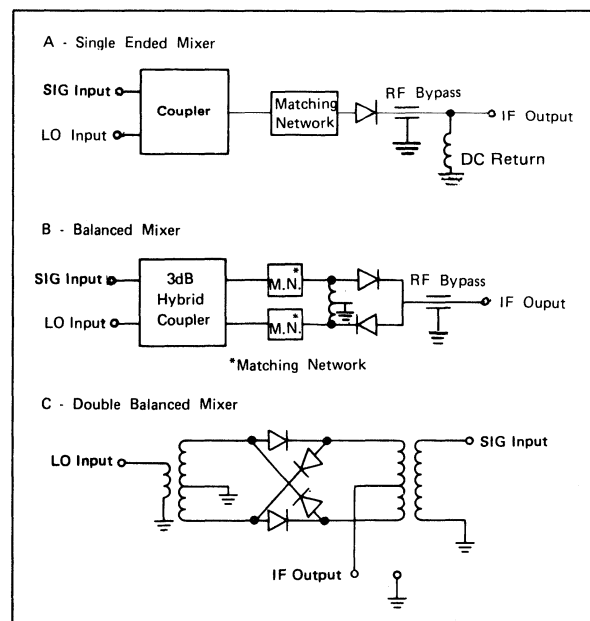 A - Single Ended Mixer
SIG Input
LO Input
Coupler
Matching
Network
RF Bypass
IF Output
DC Return
B - Balanced Mixer
SIG Input
LO Input
3dB
Hybrid
Coupler
M.N.*
M.N.*
RF Bypass
IF Ouput
*Matching Network
C - Double Balanced Mixer
LO Input
SIG Input
IF Output